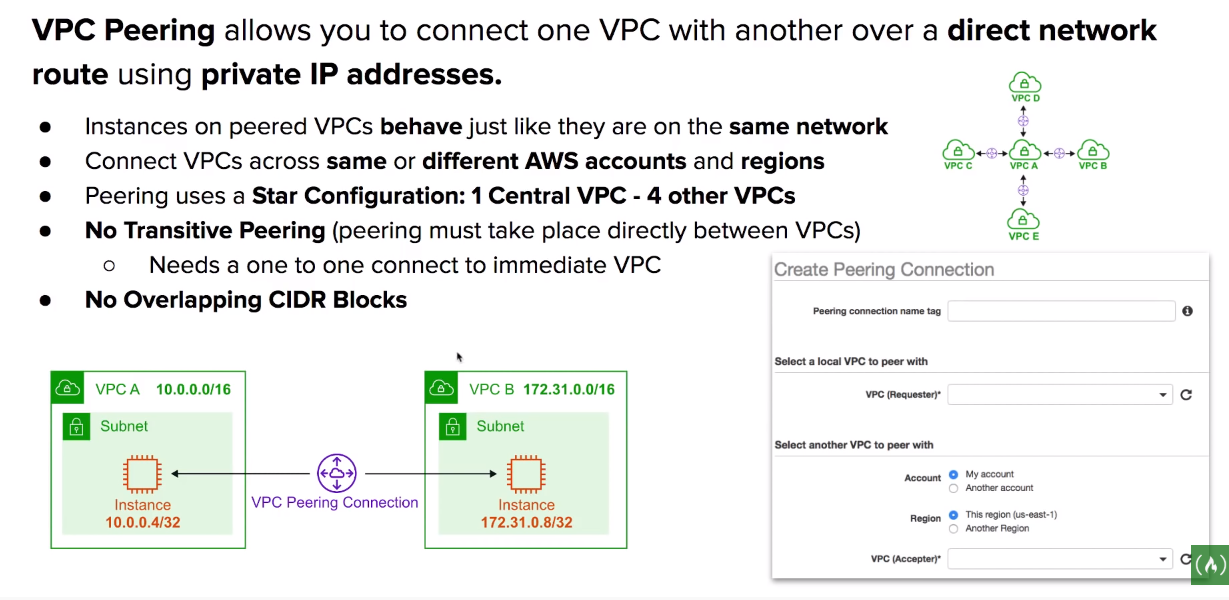 VPC Peering allows you to connect one VPC with another over a direct network
route using private IP addresses.
● Instances on peered VPCs behave just like they are on the same network
● Connect VPCs across same or different AWS accounts and regions
● Peering uses a Star Configuration: 1 Central VPC - 4 other VPCs
● No Transitive Peering (peering must take place directly between VPCs)
○ Needs a one to one connect to immediate VPC
● No Overlapping CIDR Blocks
VPC D
VPC C
VPC A
VPC B
VPC E
Create Peering Connection
Peering connection name tag
Select a local VPC to peer with
VPC (Requester)*
Select another VPC to peer with
Account
My account
Another account
Region
This region (us-east-1)
Another Region
VPC (Accepter)*
VPC A 10.0.0.0/16
Subnet
Instance
10.0.0.4/32
VPC Peering Connection
VPC B 172.31.0.0/16
Subnet
Instance
172.31.0.8/32